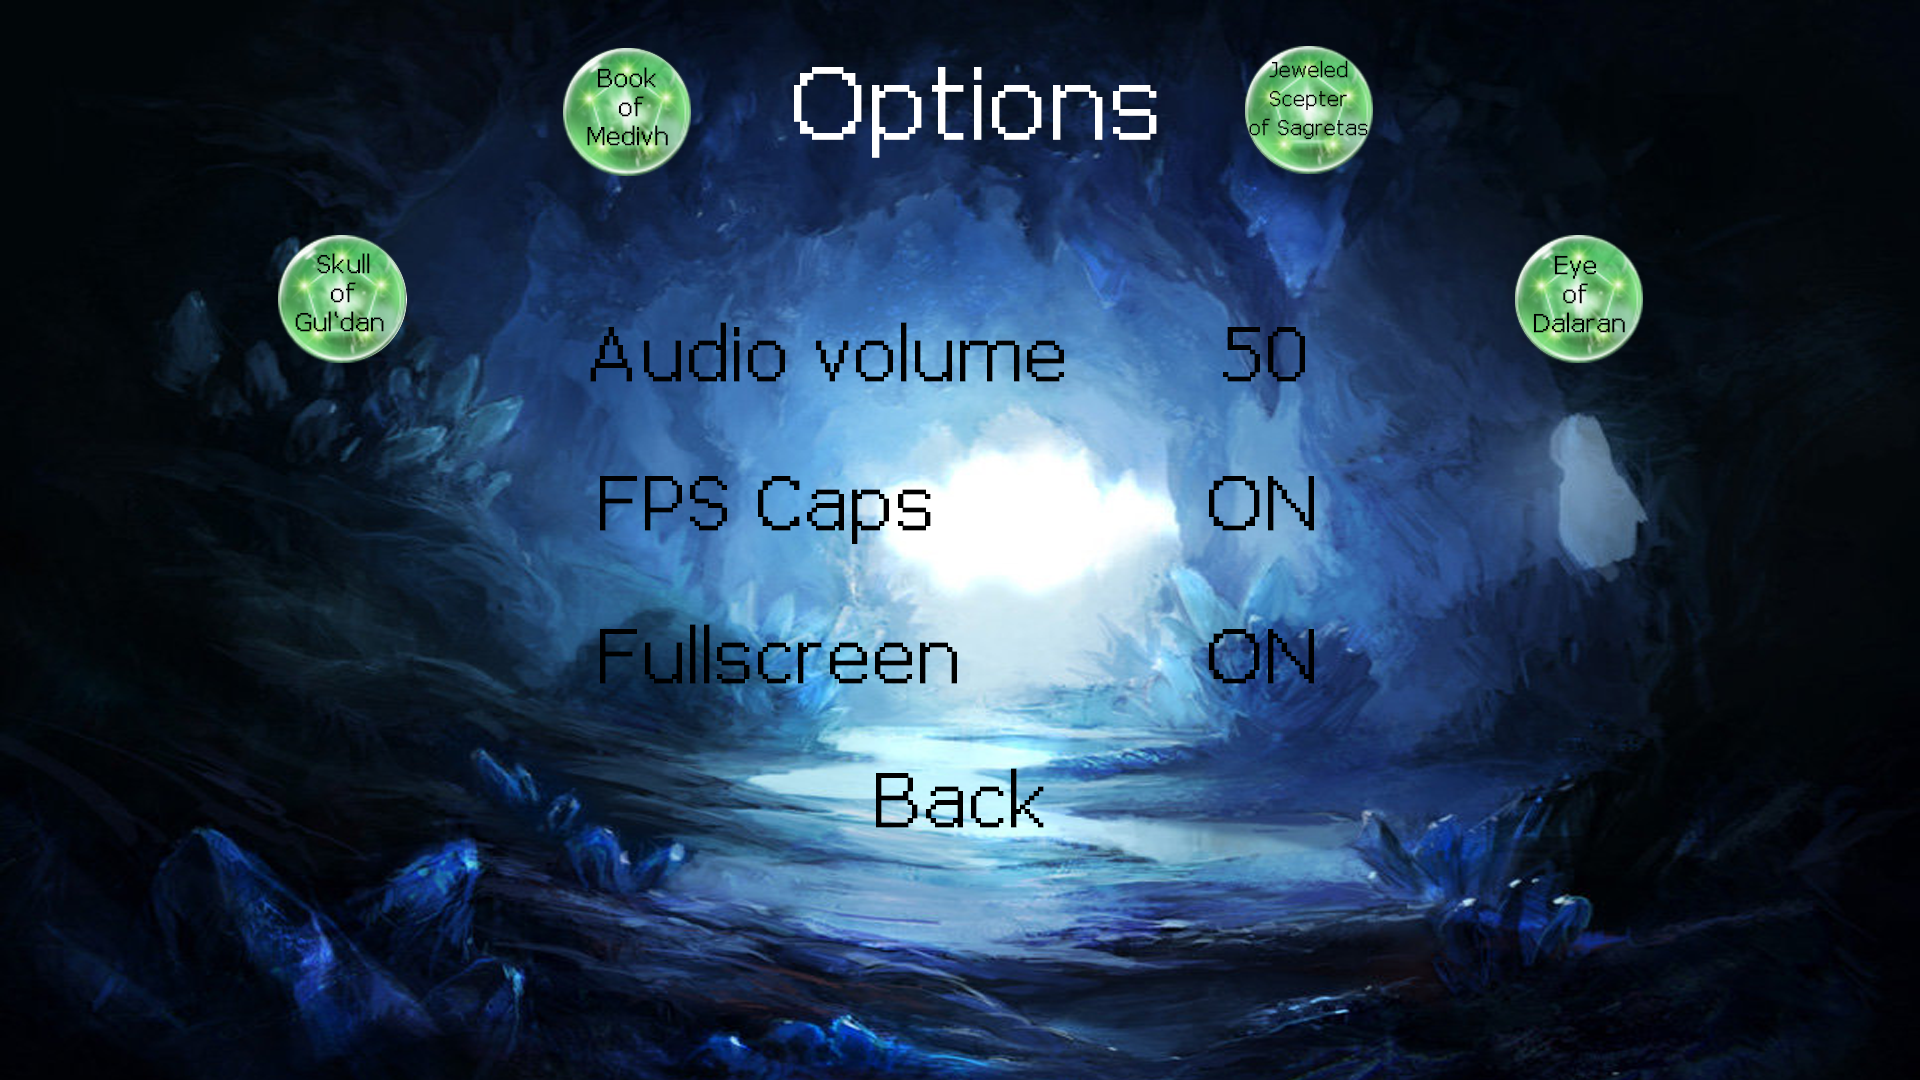 Options
Book
of
Medivh
Jeweled
Scepter
of Sagretas
Skull
of
Gul'dan
Eye
of
Dalaran
Audio volume 50
FPS Caps ON
Fullscreen ON
Back